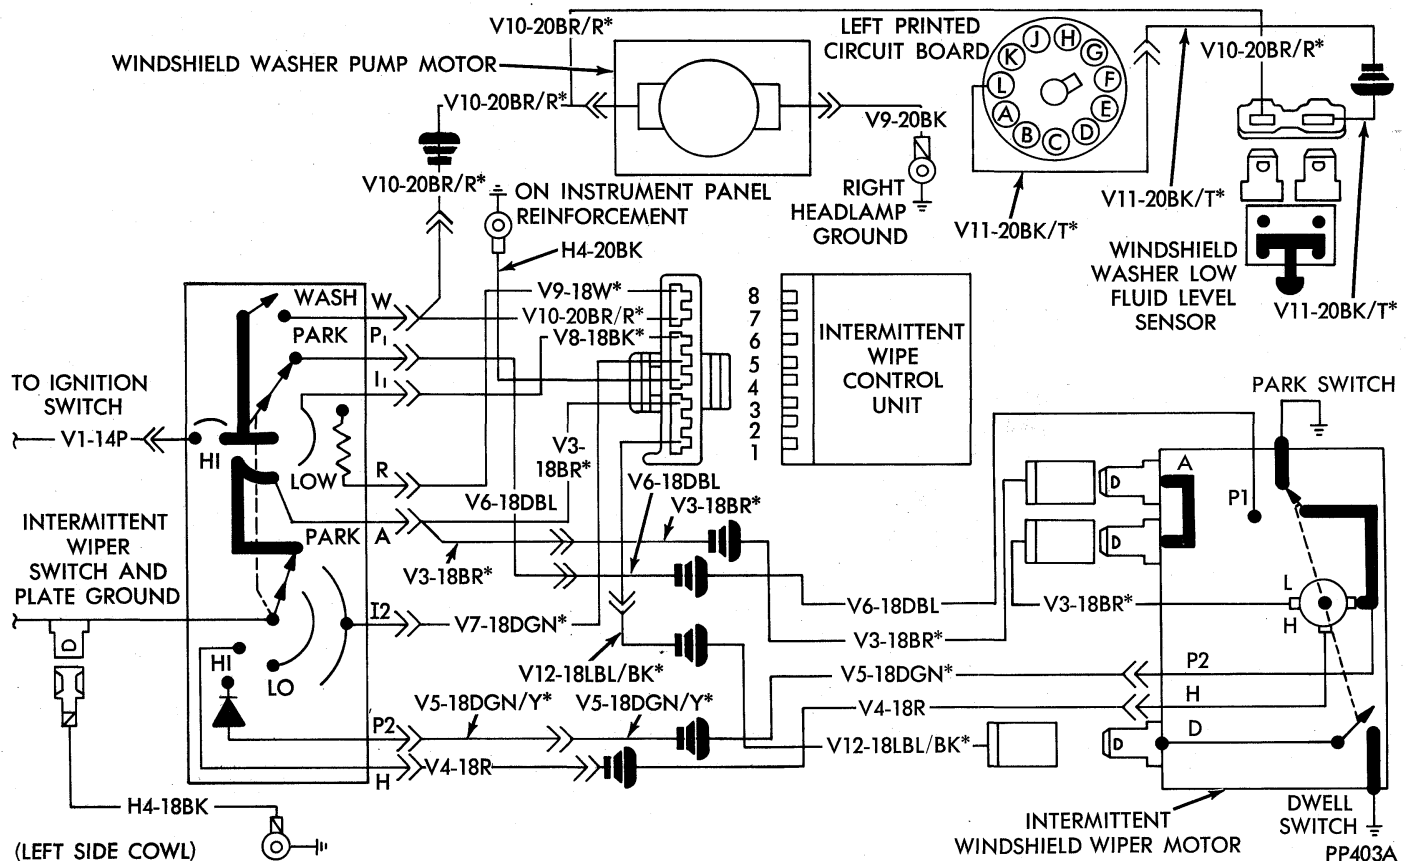 V10-20BR/R*
LEFT PRINTED
CIRCUIT BOARD
WINDSHIELD WASHER PUMP MOTOR
V10-20BR/R*
V10-20BR/R*
V9-20BK
J
H
K
G
L
F
A
E
B
D
C
V10-20BR/R*
ON INSTRUMENT PANEL
REINFORCEMENT
H4-20BK
RIGHT
HEADLAMP
GROUND
V11-20BK/T*
V11-20BK/T*
WINDSHIELD
WASHER LOW
FLUID LEVEL
SENSOR
V11-20BK/T*
WASH
W
PARK
P1
I1
V9-18W*
V10-20BR/R*
V8-18BK*
8
7
6
5
4
3
2
1
INTERMITTENT
WIPE
CONTROL
UNIT
TO IGNITION
SWITCH
V1-14P
HI
LOW
R
V6-18DBL
V3-
18BR*
V6-18DBL
V3-18BR*
PARK SWITCH
INTERMITTENT
WIPER
SWITCH AND
PLATE GROUND
PARK
A
V3-18BR*
D
A
P1
D
I2
V7-18DGN*
V6-18DBL
V3-18BR*
L
H
V3-18BR*
HI
LO
V12-18LBL/BK*
V5-18DGN*
P2
V5-18DGN/Y*
V5-18DGN/Y*
V4-18R
H
P2
V12-18LBL/BK*
D
D
V4-18R
H
H4-18BK
(LEFT SIDE COWL)
INTERMITTENT
WINDSHIELD WIPER MOTOR
DWELL
SWITCH
PP403A